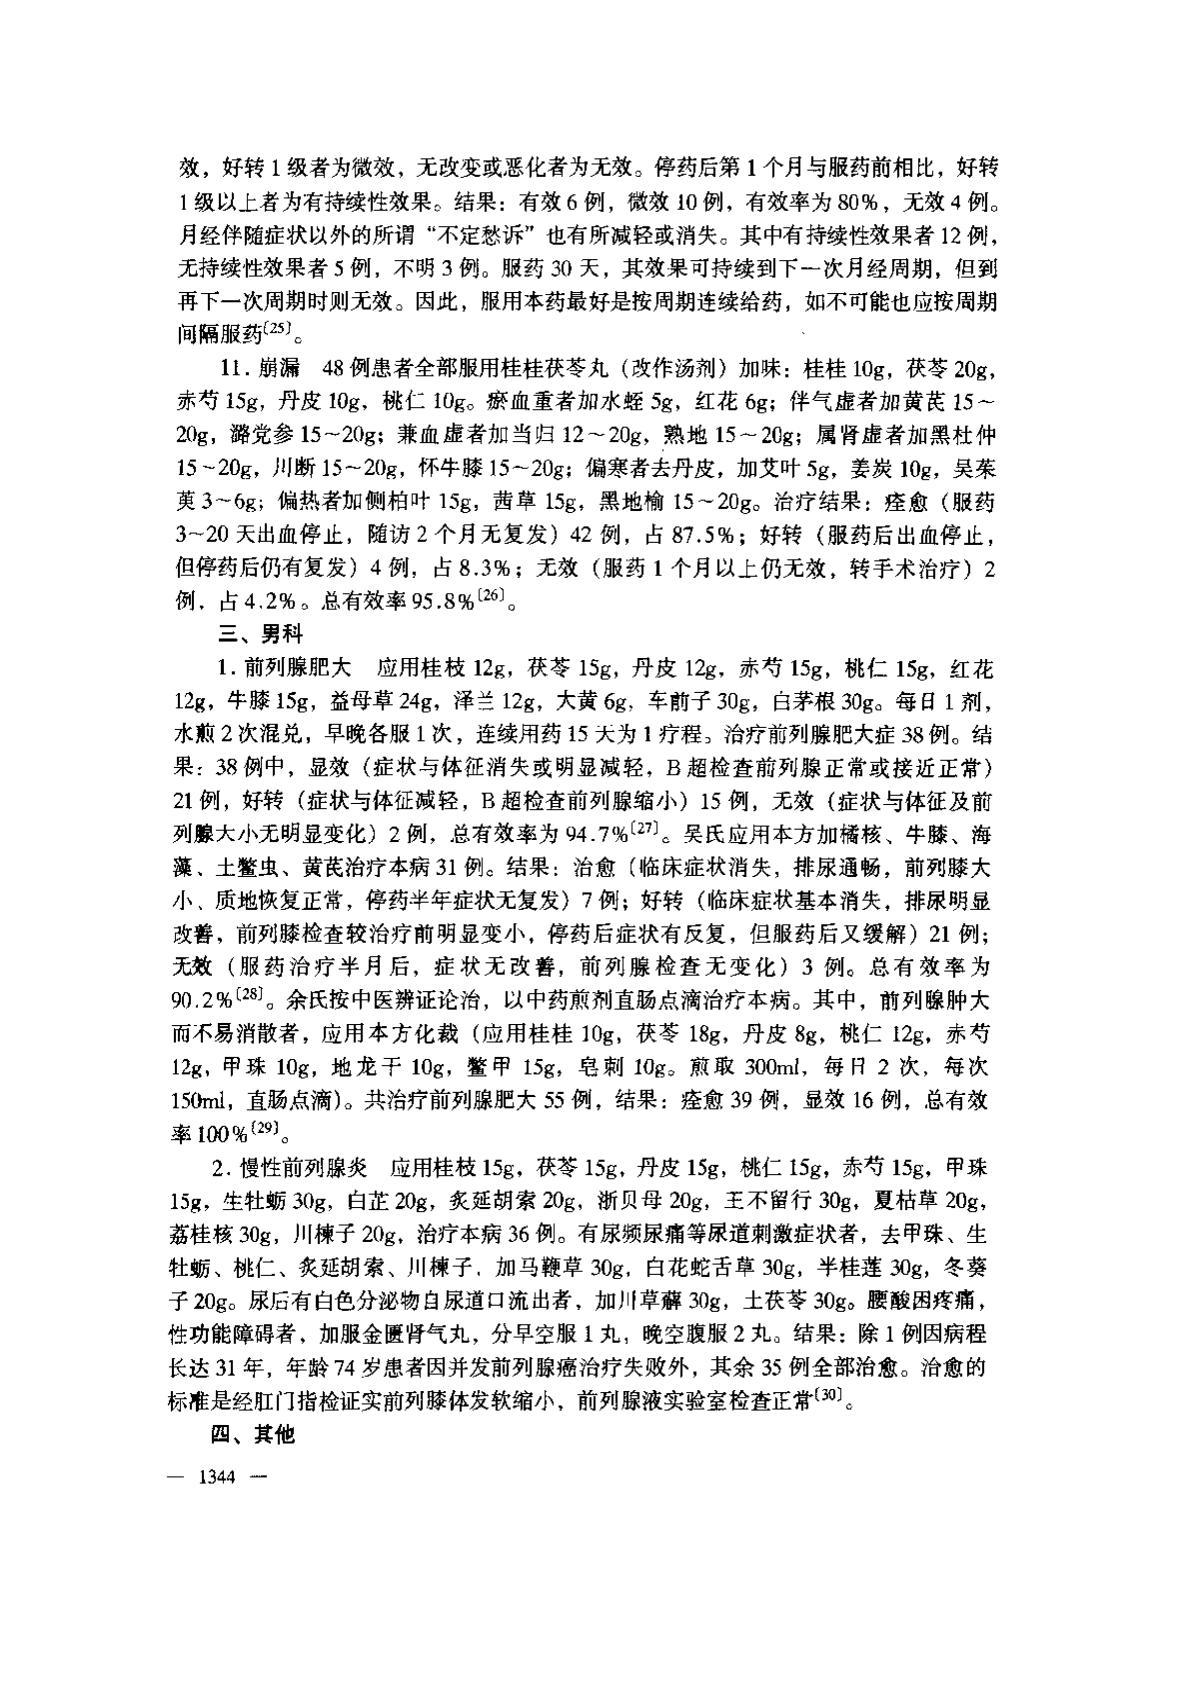 效，好转1级者为微效，无改变或恶化者为无效。停药后第1个月与服药前相比，好转
1级以上者为有持续性效果。结果：有效6例，微效10例，有效率为80%，无效4例。
月经伴随症状以外的所谓“不定愁诉”也有所减轻或消失。其中有持续性效果者12例，
无持续性效果者5例，不明3例。服药30天，其效果可持续到下一次月经周期，但到
再下一次周期时则无效。因此，服用本药最好是按周期连续给药，如不可能也应按周期
间隔服药〔25〕。
11. 崩漏　48例患者全部服用桂桂茯苓丸（改作汤剂）加味：桂桂10g，茯苓20g，
赤芍15g，丹皮10g，桃仁10g。瘀血重者加水蛭5g，红花6g；伴气虚者加黄芪15～
20g，潞党参15～20g；兼血虚者加当归12～20g，熟地15～20g；属肾虚者加黑杜仲
15～20g，川断15～20g，怀牛膝15～20g；偏寒者去丹皮，加艾叶5g，姜炭10g，吴茱
萸3～6g；偏热者加侧柏叶15g，茜草15g，黑地榆15～20g。治疗结果：痊愈（服药
3～20天出血停止，随访2个月无复发）42例，占87.5%；好转（服药后出血停止，
但停药后仍有复发）4例，占8.3%；无效（服药1个月以上仍无效，转手术治疗）2
例，占4.2%。总有效率95.8%〔26〕。
三、男科
1. 前列腺肥大　应用桂枝12g，茯苓15g，丹皮12g，赤芍15g，桃仁15g，红花
12g，牛膝15g，益母草24g，泽兰12g，大黄6g，车前子30g，白茅根30g。每日1剂，
水煎2次混兑，早晚各服1次，连续用药15天为1疗程。治疗前列腺肥大症38例。结
果：38例中，显效（症状与体征消失或明显减轻，B超检查前列腺正常或接近正常）
21例，好转（症状与体征减轻，B超检查前列腺缩小）15例，无效（症状与体征及前
列腺大小无明显变化）2例，总有效率为94.7%〔27〕。吴氏应用本方加橘核、牛膝、海
藻、土鳖虫、黄芪治疗本病31例。结果：治愈（临床症状消失，排尿通畅，前列膝大
小、质地恢复正常，停药半年症状无复发）7例；好转（临床症状基本消失，排尿明显
改善，前列膝检查较治疗前明显变小，停药后症状有反复，但服药后又缓解）21例；
无效（服药治疗半月后，症状无改善，前列腺检查无变化）3例。总有效率为
90.2%〔28〕。余氏按中医辨证论治，以中药煎剂直肠点滴治疗本病。其中，前列腺肿大
而不易消散者，应用本方化裁（应用桂桂10g，茯苓18g，丹皮8g，桃仁12g，赤芍
12g，甲珠10g，地龙干10g，鳖甲15g，皂刺10g。煎取300ml，每日2次，每次
150ml，直肠点滴）。共治疗前列腺肥大55例，结果：痊愈39例，显效16例，总有效
率100%〔29〕。
2. 慢性前列腺炎　应用桂枝15g，茯苓15g，丹皮15g，桃仁15g，赤芍15g，甲珠
15g，生牡蛎30g，白芷20g，炙延胡索20g，浙贝母20g，王不留行30g，夏枯草20g，
荔桂核30g，川楝子20g，治疗本病36例。有尿频尿痛等尿道刺激症状者，去甲珠、生
牡蛎、桃仁、炙延胡索、川楝子，加马鞭草30g，白花蛇舌草30g，半桂莲30g，冬葵
子20g。尿后有白色分泌物自尿道口流出者，加川草薢30g，土茯苓30g。腰酸困疼痛，
性功能障碍者，加服金匮肾气丸，分早空服1丸，晚空腹服2丸。结果：除1例因病程
长达31年，年龄74岁患者因并发前列腺癌治疗失败外，其余35例全部治愈。治愈的
标准是经肛门指检证实前列膝体发软缩小，前列腺液实验室检查正常〔30〕。
四、其他
— 1344 —